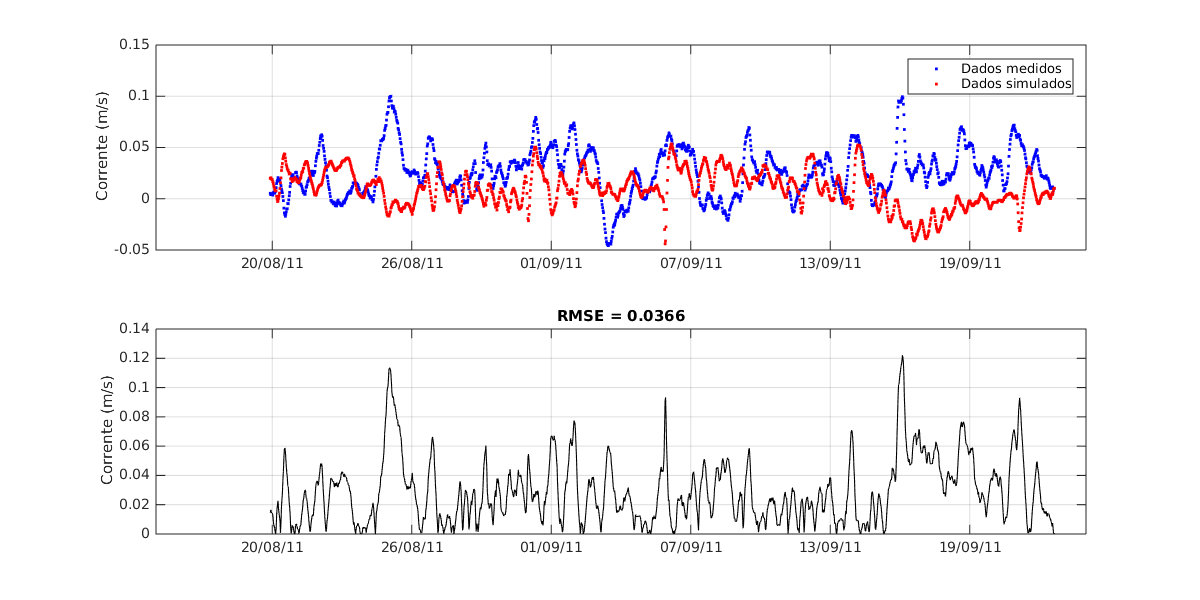 0.15
Dados medidos
Dados simulados
0.1
0.05
0
-0.05
Corrente (m/s)
20/08/11 26/08/11 01/09/11 07/09/11 13/09/11 19/09/11
RMSE = 0.0366
0.14
0.12
0.1
0.08
0.06
0.04
0.02
0
Corrente (m/s)
20/08/11 26/08/11 01/09/11 07/09/11 13/09/11 19/09/11